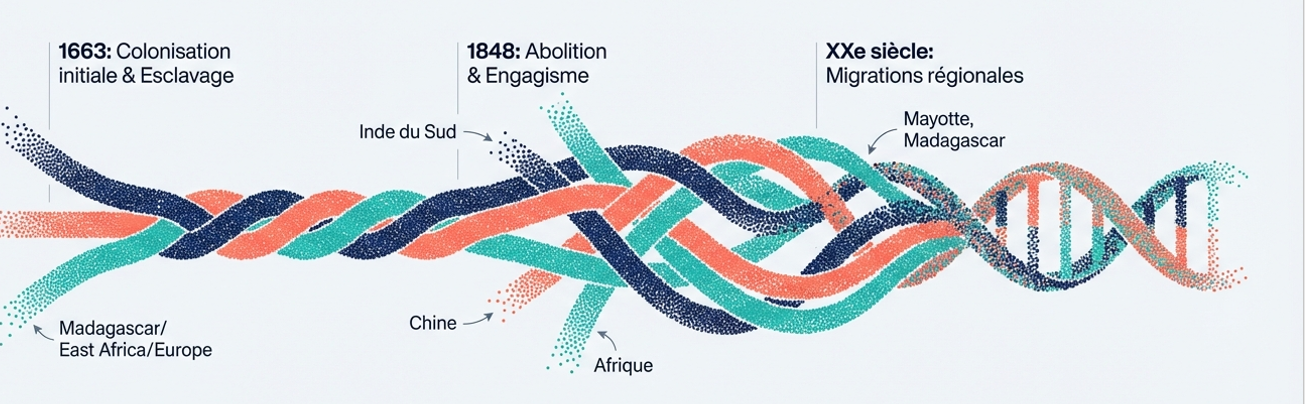 1663: Colonisation
initiale & Esclavage
1848: Abolition
& Engagisme
XXe siècle:
Migrations régionales
Inde du Sud
Mayotte,
Madagascar
Chine
Afrique
Madagascar/
East Africa/Europe